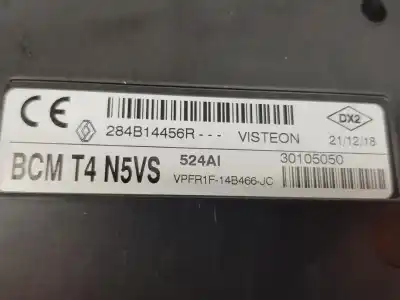 CE
284B14456R--- VISTEON
DX2
21/12/18
BCM T4 N5VS 524AI 30105050
VPFR1F-14B466-JC